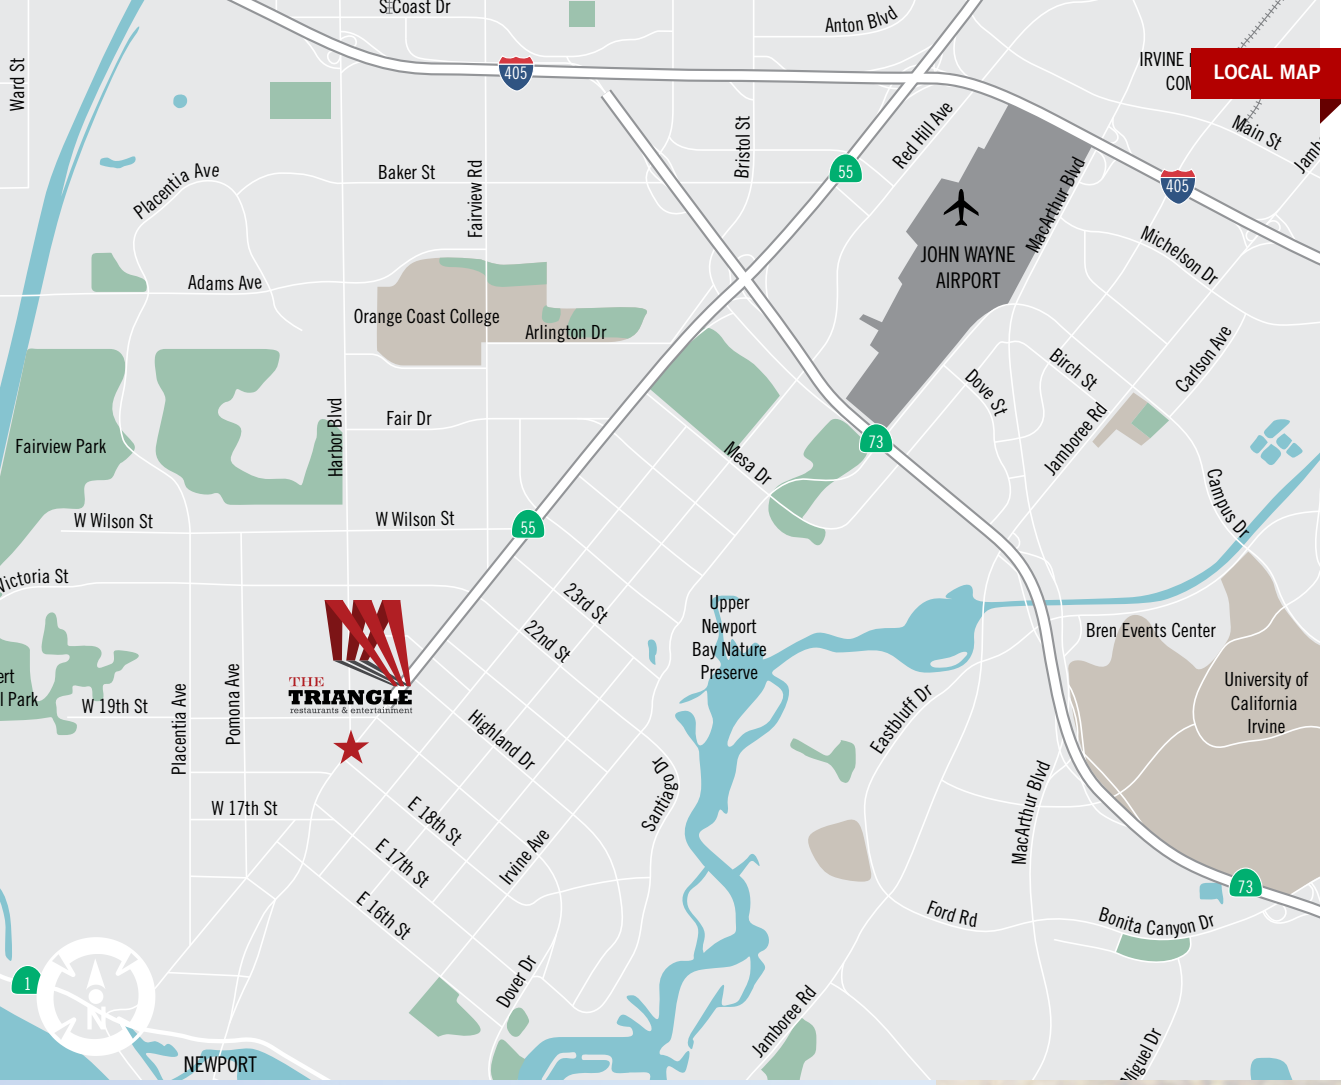 S Coast Dr
Anton Blvd
Ward St
405
IRVINE
LOCAL MAP
Main St
Red Hill Ave
Bristol St
Baker St
Fairview Rd
Placentia Ave
55
405
MacArthur Blvd
Michelson Dr
JOHN WAYNE
AIRPORT
Adams Ave
Orange Coast College
Arlington Dr
Birch St
Carlson Ave
Dove St
Jamboree Rd
Harbor Blvd
Fair Dr
Fairview Park
73
Mesa Dr
Campus Dr
W Wilson St
W Wilson St
55
Victoria St
23rd St
22nd St
Upper
Newport
Bay Nature
Preserve
Bren Events Center
University of
California
Irvine
l Park
W 19th St
Placentia Ave
Pomona Ave
THE
TRIANGLE
restaurants & entertainment
Highland Dr
Santiago Dr
Eastbluff Dr
MacArthur Blvd
W 17th St
E 18th St
E 17th St
E 16th St
Irvine Ave
73
Ford Rd
Bonita Canyon Dr
1
N
Dover Dr
Jamboree Rd
Miguel Dr
NEWPORT